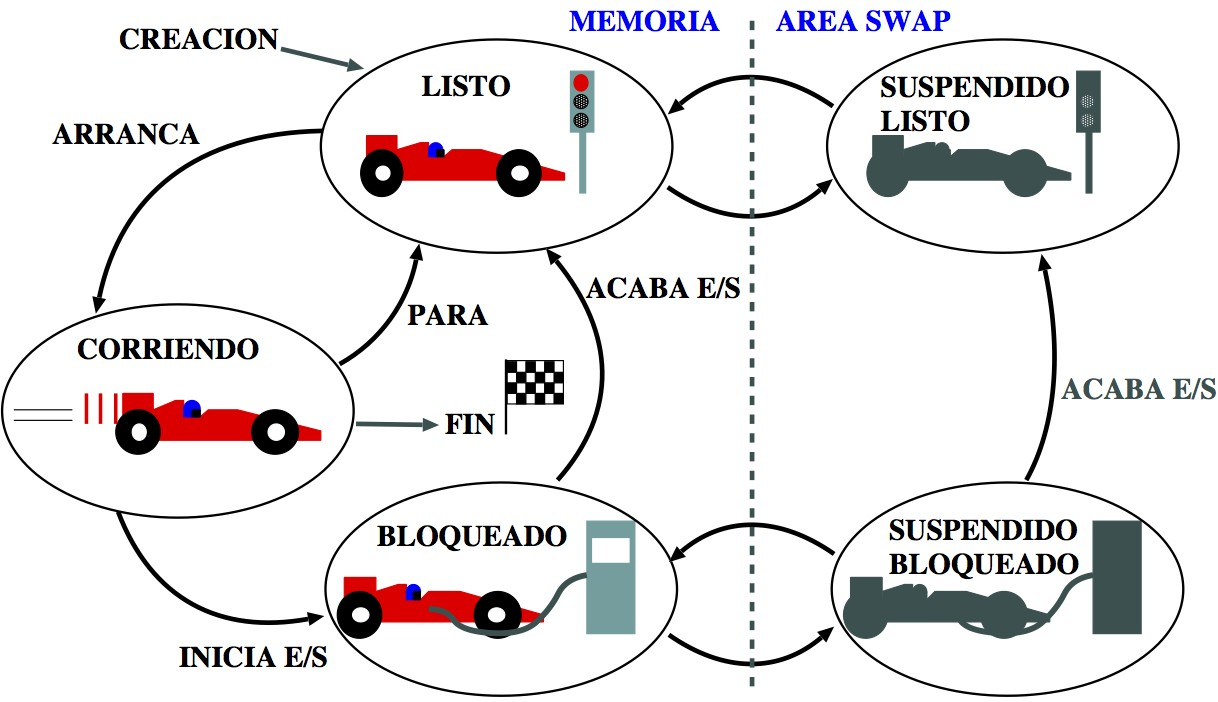 MEMORIA
AREA SWAP
CREACION
LISTO
SUSPENDIDO
LISTO
ARRANCA
ACABA E/S
PARA
CORRIENDO
ACABA E/S
FIN
BLOQUEADO
SUSPENDIDO
BLOQUEADO
INICIA E/S